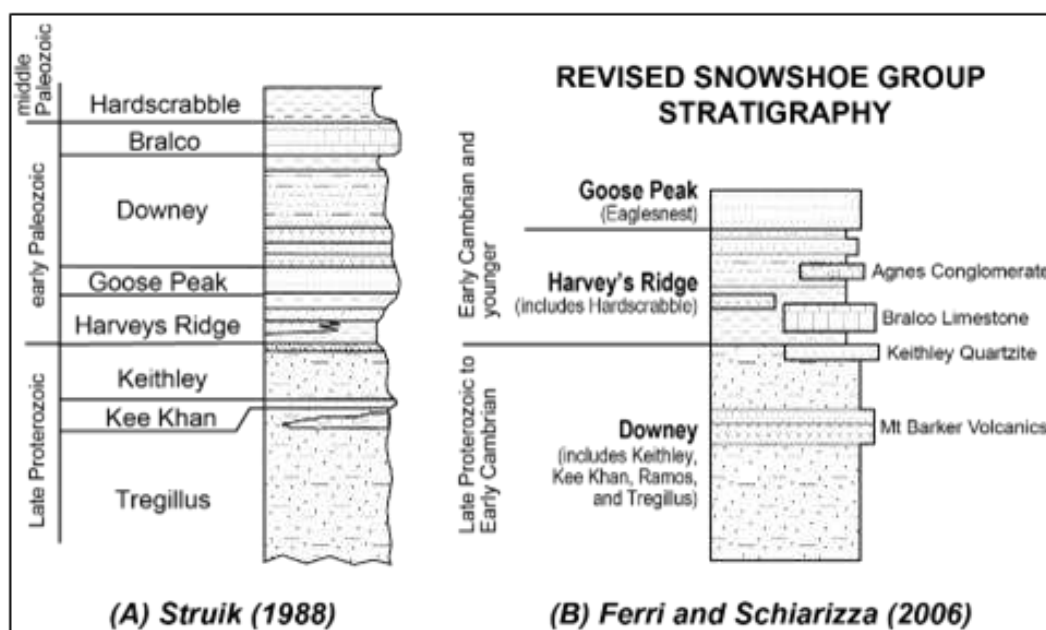 middle
Paleozoic
early Paleozoic
Late Proterozoic
Hardscrabble
Bralco
Downey
Goose Peak
Harveys Ridge
Keithley
Kee Khan
Tregillus
(A) Struik (1988)
REVISED SNOWSHOE GROUP
STRATIGRAPHY
Early Cambrian and
younger
Late Proterozoic to
Early Cambrian
Goose Peak
(Eaglesnest)
Harvey's Ridge
(includes Hardscrabble)
Downey
(includes Keithley,
Kee Khan, Ramos,
and Tregillus)
Agnes Conglomerate
Bralco Limestone
Keithley Quartzite
Mt Barker Volcanics
(B) Ferri and Schiarizza (2006)